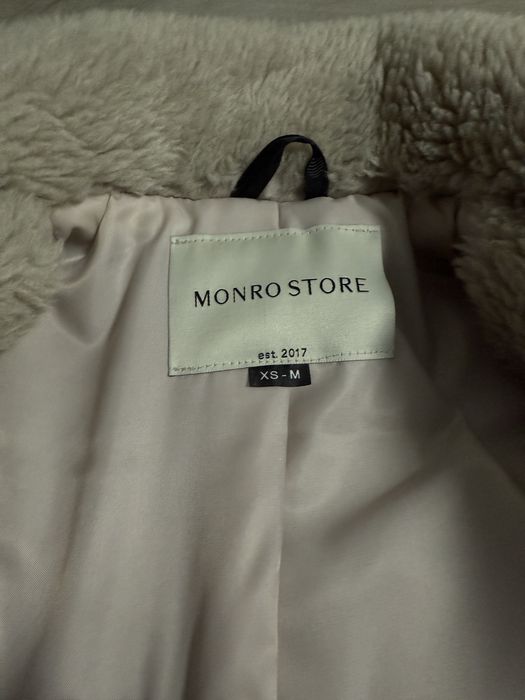 MONRO STORE
est. 2017
XS - M